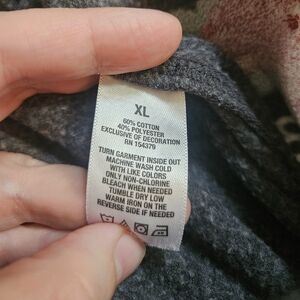 XL
60% COTTON
40% POLYESTER
EXCLUSIVE OF DECORATION
RN 154379
TURN GARMENT INSIDE OUT
MACHINE WASH COLD
WITH LIKE COLORS
ONLY NON-CHLORINE
BLEACH WHEN NEEDED
TUMBLE DRY LOW
WARM IRON ON THE
REVERSE SIDE IF NEEDED